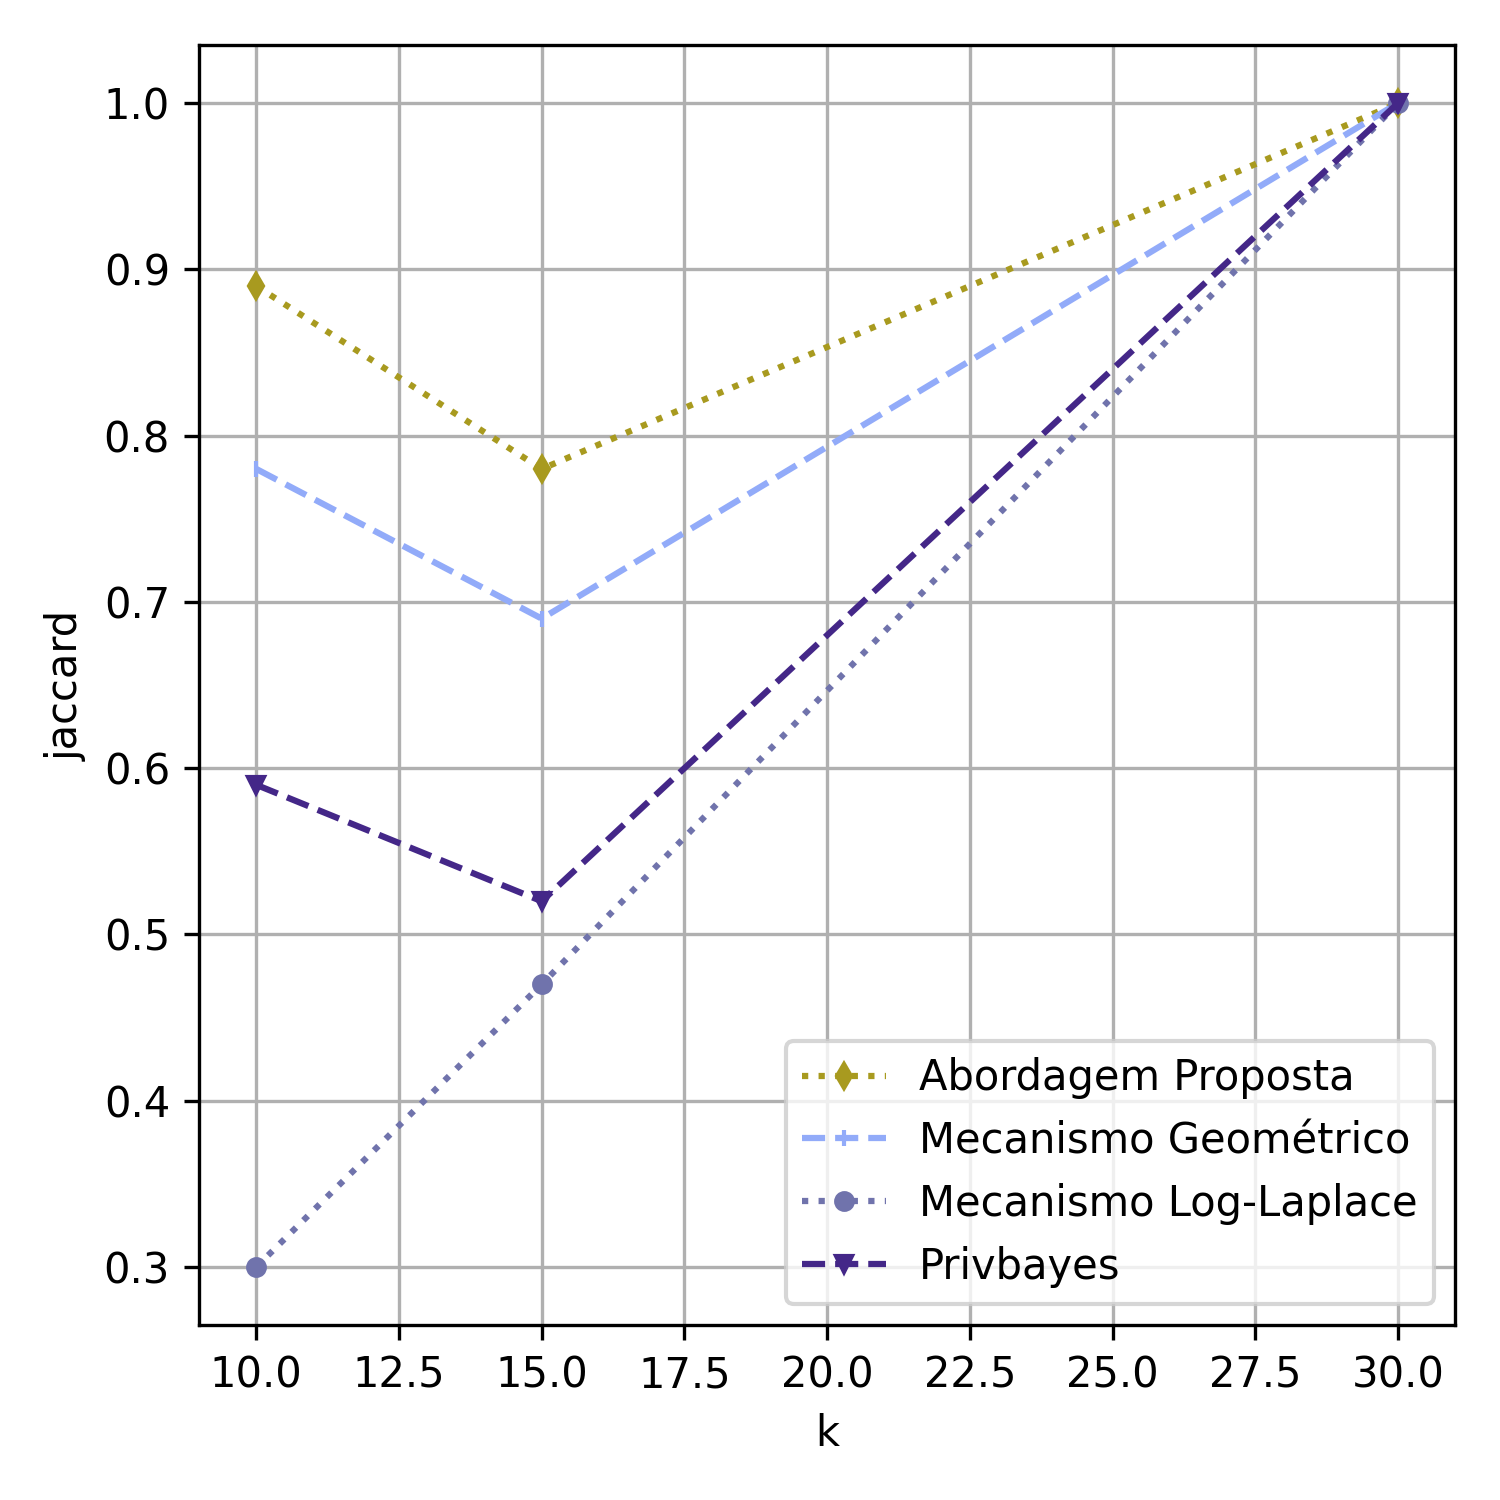 1.0
0.9
0.8
0.7
0.6
0.5
0.4
0.3
jaccard
10.0 12.5 15.0 17.5 20.0 22.5 25.0 27.5 30.0
k
Abordagem Proposta
Mecanismo Geométrico
Mecanismo Log-Laplace
Privbayes